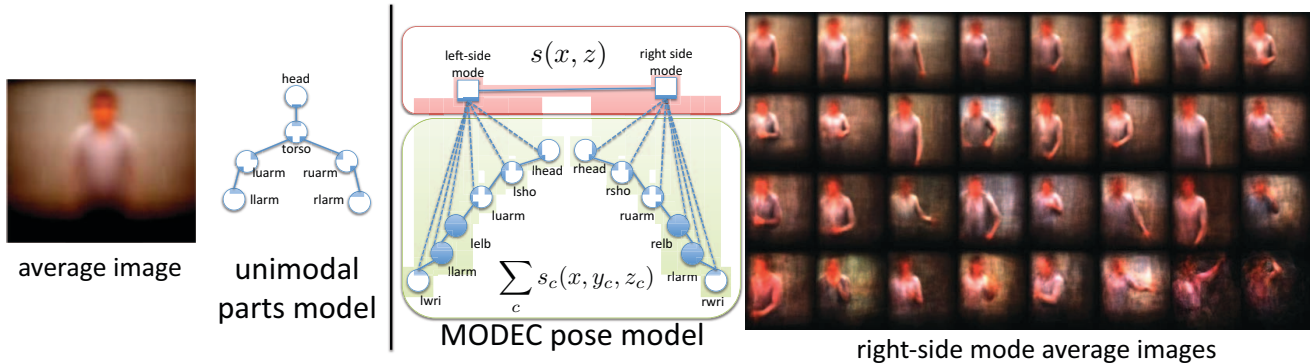 average image
head
torso
luarm
ruarm
llarm
rlarm
unimodal
parts model
left-side
mode
s(x, z)
right side
mode
lhead
rhead
lsho
rsho
luarm
ruarm
lelb
relb
llarm
rlarm
lwri
rwri
∑
c
s_c(x, y_c, z_c)
MODEC pose model
right-side mode average images